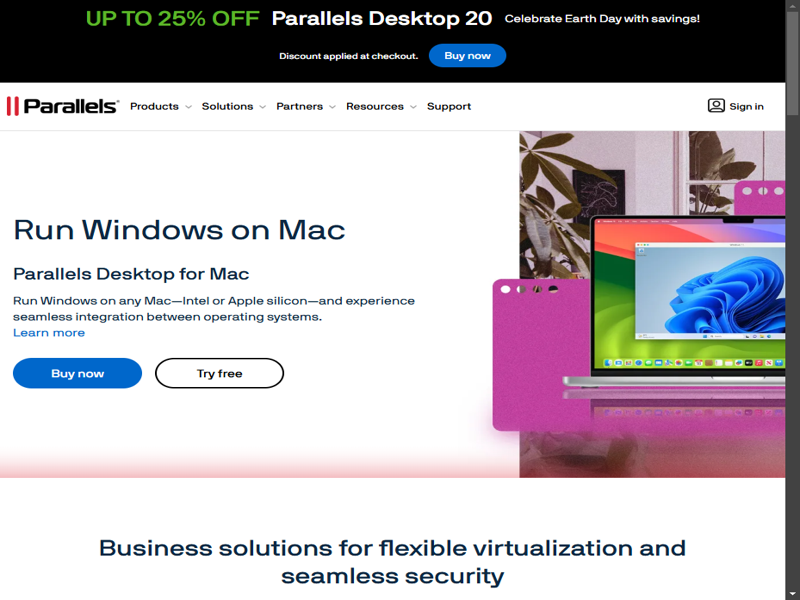 UP TO 25% OFF Parallels Desktop 20 Celebrate Earth Day with savings!
Discount applied at checkout. Buy now
Parallels Products Solutions Partners Resources Support Sign in
Run Windows on Mac
Parallels Desktop for Mac
Run Windows on any Mac—Intel or Apple silicon—and experience
seamless integration between operating systems.
Learn more
Buy now Try free
Business solutions for flexible virtualization and
seamless security